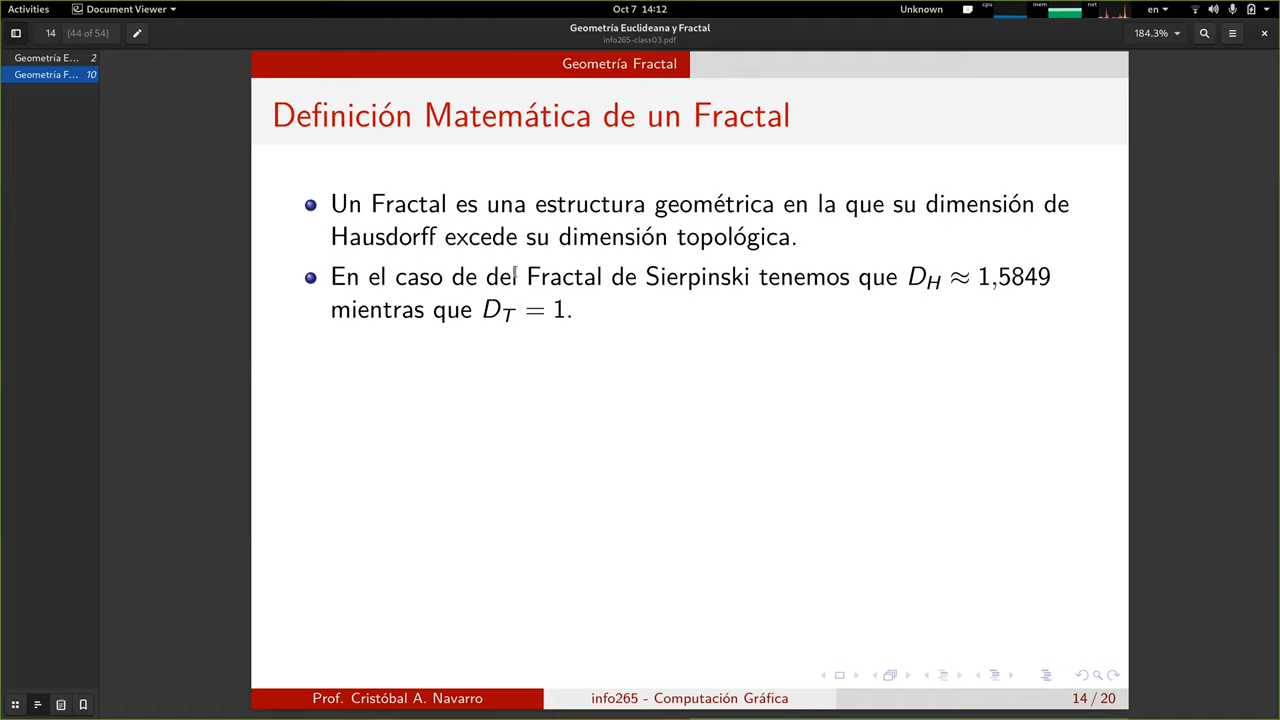 Activities Document Viewer Oct 7 14:12 Unknown cpu mem net en
14 (44 of 54) Geometría Euclideana y Fractal 184.3%
info265-class03.pdf
Geometría E... 2
Geometría F... 10
Geometría Fractal
Definición Matemática de un Fractal
Un Fractal es una estructura geométrica en la que su dimensión de
Hausdorff excede su dimensión topológica.
En el caso de del Fractal de Sierpinski tenemos que D_H ≈ 1,5849
mientras que D_T = 1.
Prof. Cristóbal A. Navarro info265 - Computación Gráfica 14 / 20